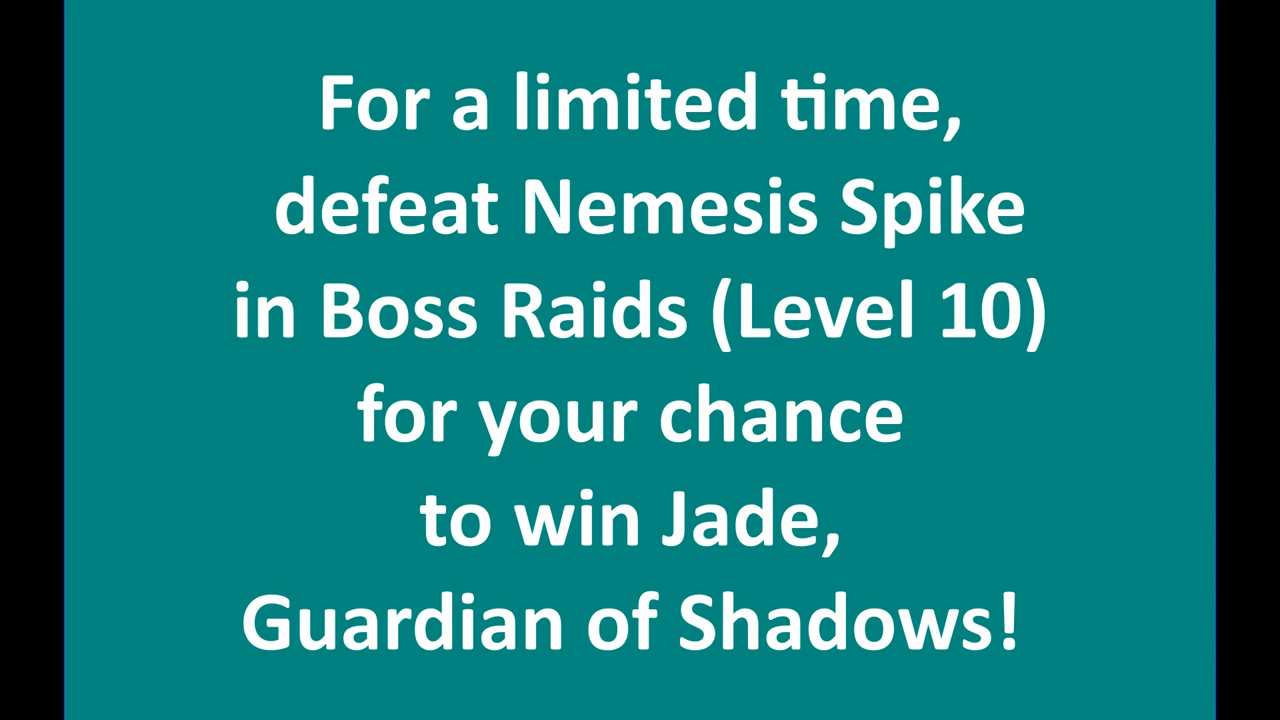 For a limited time,
defeat Nemesis Spike
in Boss Raids (Level 10)
for your chance
to win Jade,
Guardian of Shadows!